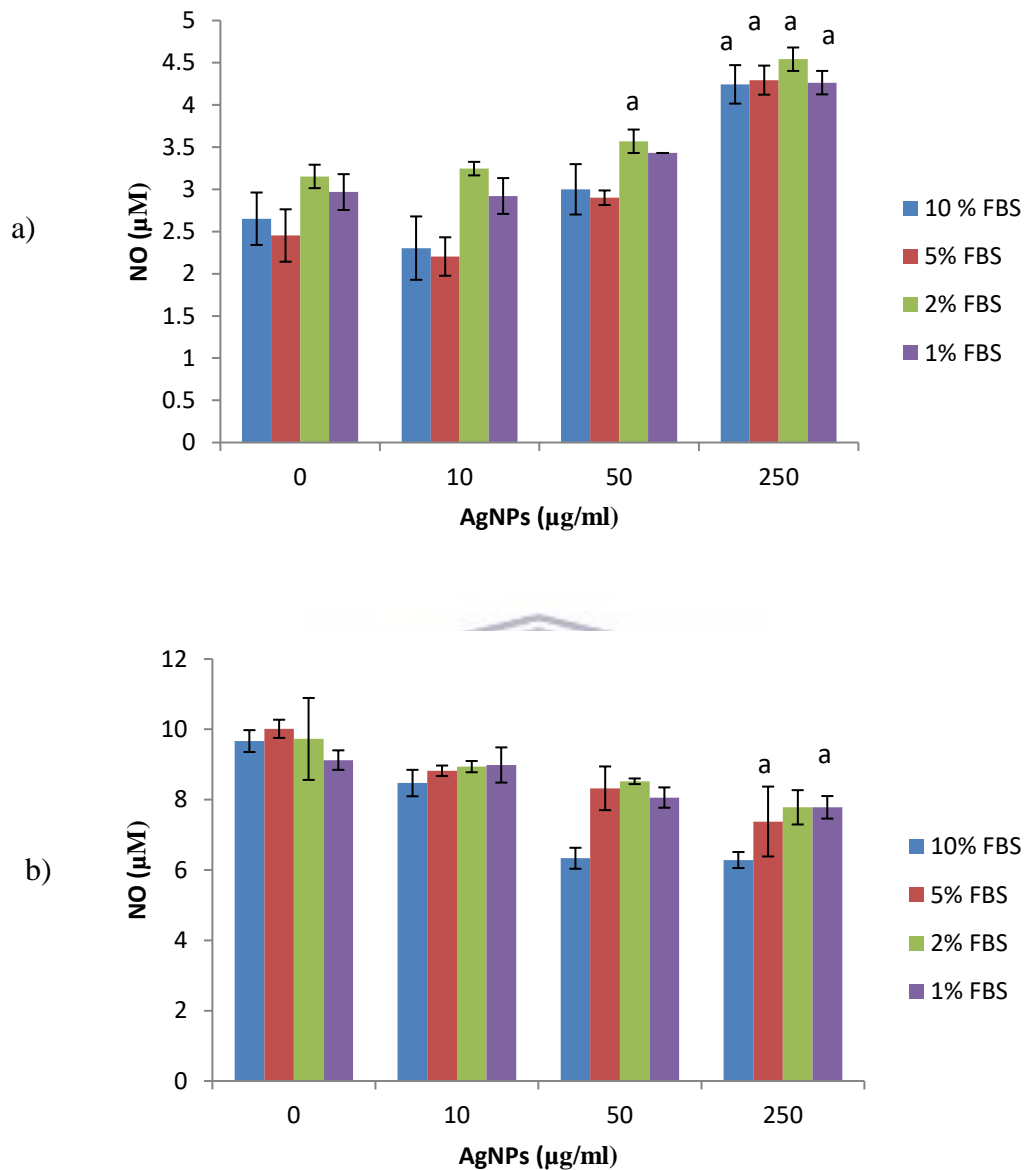 a)
5
4.5
4
3.5
3
2.5
2
1.5
1
0.5
0
NO (µM)
a
a
a
a
a
0 10 50 250
AgNPs (µg/ml)
10 % FBS
5% FBS
2% FBS
1% FBS
b)
12
10
8
6
4
2
0
NO (µM)
a
a
0 10 50 250
AgNPs (µg/ml)
10% FBS
5% FBS
2% FBS
1% FBS